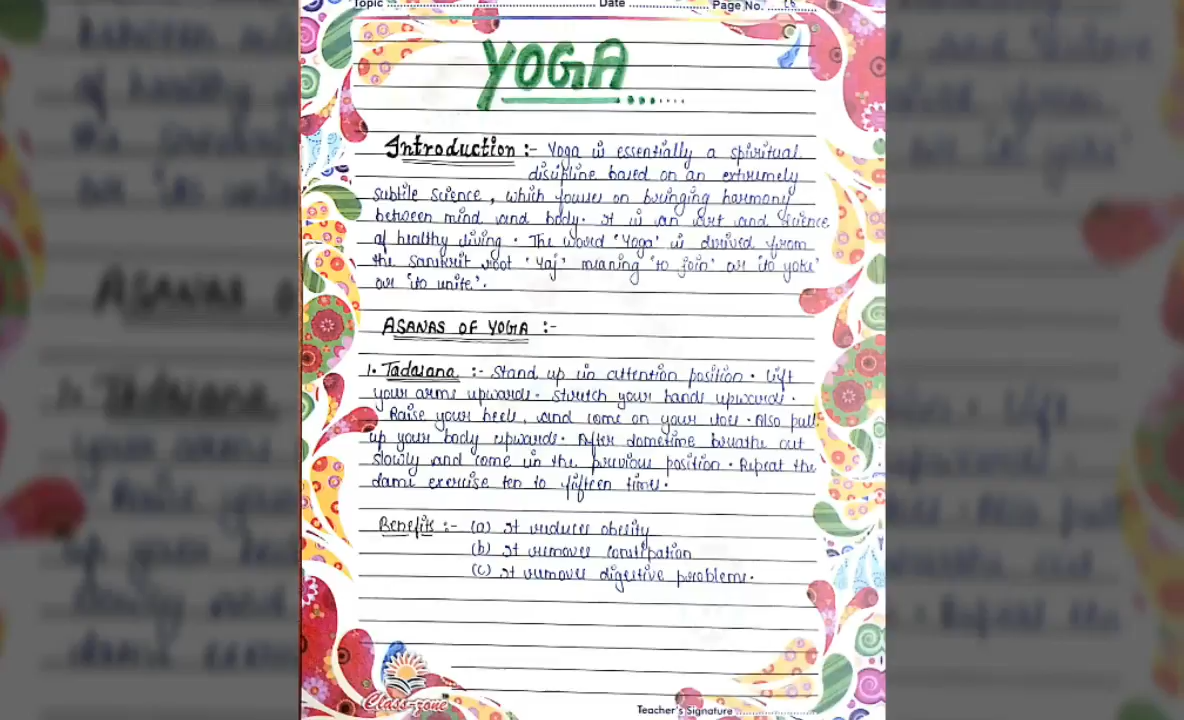 Topic Date Page No. 28
YOGA
Introduction :- Yoga is essentially a spiritual
discipline based on an extremely
subtle science, which focuses on bringing harmony
between mind and body. It is an Art and Science
of healthy living. The word 'Yoga' is derived from
the sanskrit root 'Yaj' meaning 'to join' or 'to yoke'
or 'to unite'.
ASANAS OF YOGA :-
1. Tadasana :- Stand up in attention position. Lift
your arms upwards. Stretch your hands upwards.
Raise your heels, and come on your toes. Also pull
up your body upwards. After sometime breathe out
slowly and come in the previous position. Repeat the
same exercise ten to fifteen times.
Benefits :- (a) It reduces obesity
(b) It removes constipation
(c) It removes digestive problems.
Class-zone
Teacher's Signature